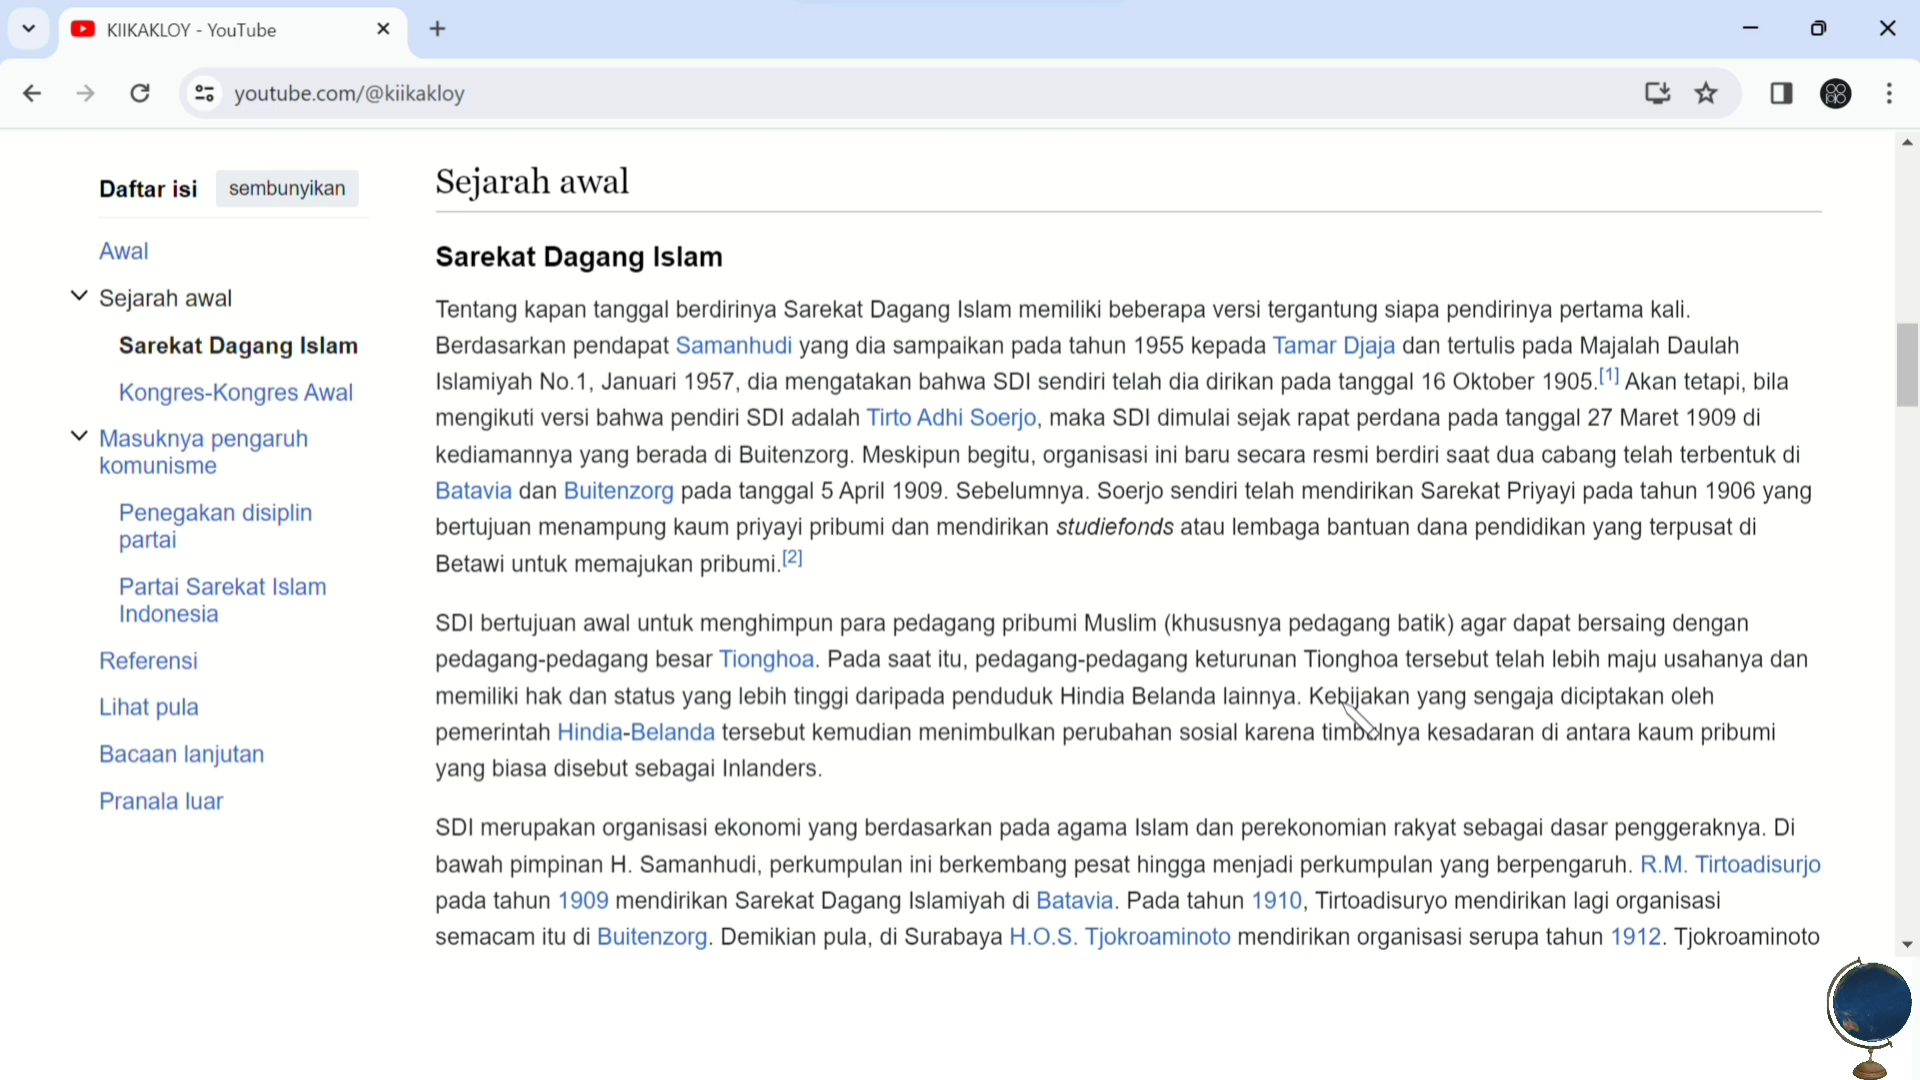 KIIKAKLOY - YouTube
youtube.com/@kiikakloy
Daftar isi sembunyikan
Awal
Sejarah awal
Sarekat Dagang Islam
Kongres-Kongres Awal
Masuknya pengaruh
komunisme
Penegakan disiplin
partai
Partai Sarekat Islam
Indonesia
Referensi
Lihat pula
Bacaan lanjutan
Pranala luar
Sejarah awal
Sarekat Dagang Islam
Tentang kapan tanggal berdirinya Sarekat Dagang Islam memiliki beberapa versi tergantung siapa pendirinya pertama kali.
Berdasarkan pendapat Samanhudi yang dia sampaikan pada tahun 1955 kepada Tamar Djaja dan tertulis pada Majalah Daulah
Islamiyah No.1, Januari 1957, dia mengatakan bahwa SDI sendiri telah dia dirikan pada tanggal 16 Oktober 1905.[1] Akan tetapi, bila
mengikuti versi bahwa pendiri SDI adalah Tirto Adhi Soerjo, maka SDI dimulai sejak rapat perdana pada tanggal 27 Maret 1909 di
kediamannya yang berada di Buitenzorg. Meskipun begitu, organisasi ini baru secara resmi berdiri saat dua cabang telah terbentuk di
Batavia dan Buitenzorg pada tanggal 5 April 1909. Sebelumnya. Soerjo sendiri telah mendirikan Sarekat Priyayi pada tahun 1906 yang
bertujuan menampung kaum priyayi pribumi dan mendirikan studiefonds atau lembaga bantuan dana pendidikan yang terpusat di
Betawi untuk memajukan pribumi.[2]
SDI bertujuan awal untuk menghimpun para pedagang pribumi Muslim (khususnya pedagang batik) agar dapat bersaing dengan
pedagang-pedagang besar Tionghoa. Pada saat itu, pedagang-pedagang keturunan Tionghoa tersebut telah lebih maju usahanya dan
memiliki hak dan status yang lebih tinggi daripada penduduk Hindia Belanda lainnya. Kebijakan yang sengaja diciptakan oleh
pemerintah Hindia-Belanda tersebut kemudian menimbulkan perubahan sosial karena timbulnya kesadaran di antara kaum pribumi
yang biasa disebut sebagai Inlanders.
SDI merupakan organisasi ekonomi yang berdasarkan pada agama Islam dan perekonomian rakyat sebagai dasar penggeraknya. Di
bawah pimpinan H. Samanhudi, perkumpulan ini berkembang pesat hingga menjadi perkumpulan yang berpengaruh. R.M. Tirtoadisurjo
pada tahun 1909 mendirikan Sarekat Dagang Islamiyah di Batavia. Pada tahun 1910, Tirtoadisuryo mendirikan lagi organisasi
semacam itu di Buitenzorg. Demikian pula, di Surabaya H.O.S. Tjokroaminoto mendirikan organisasi serupa tahun 1912. Tjokroaminoto